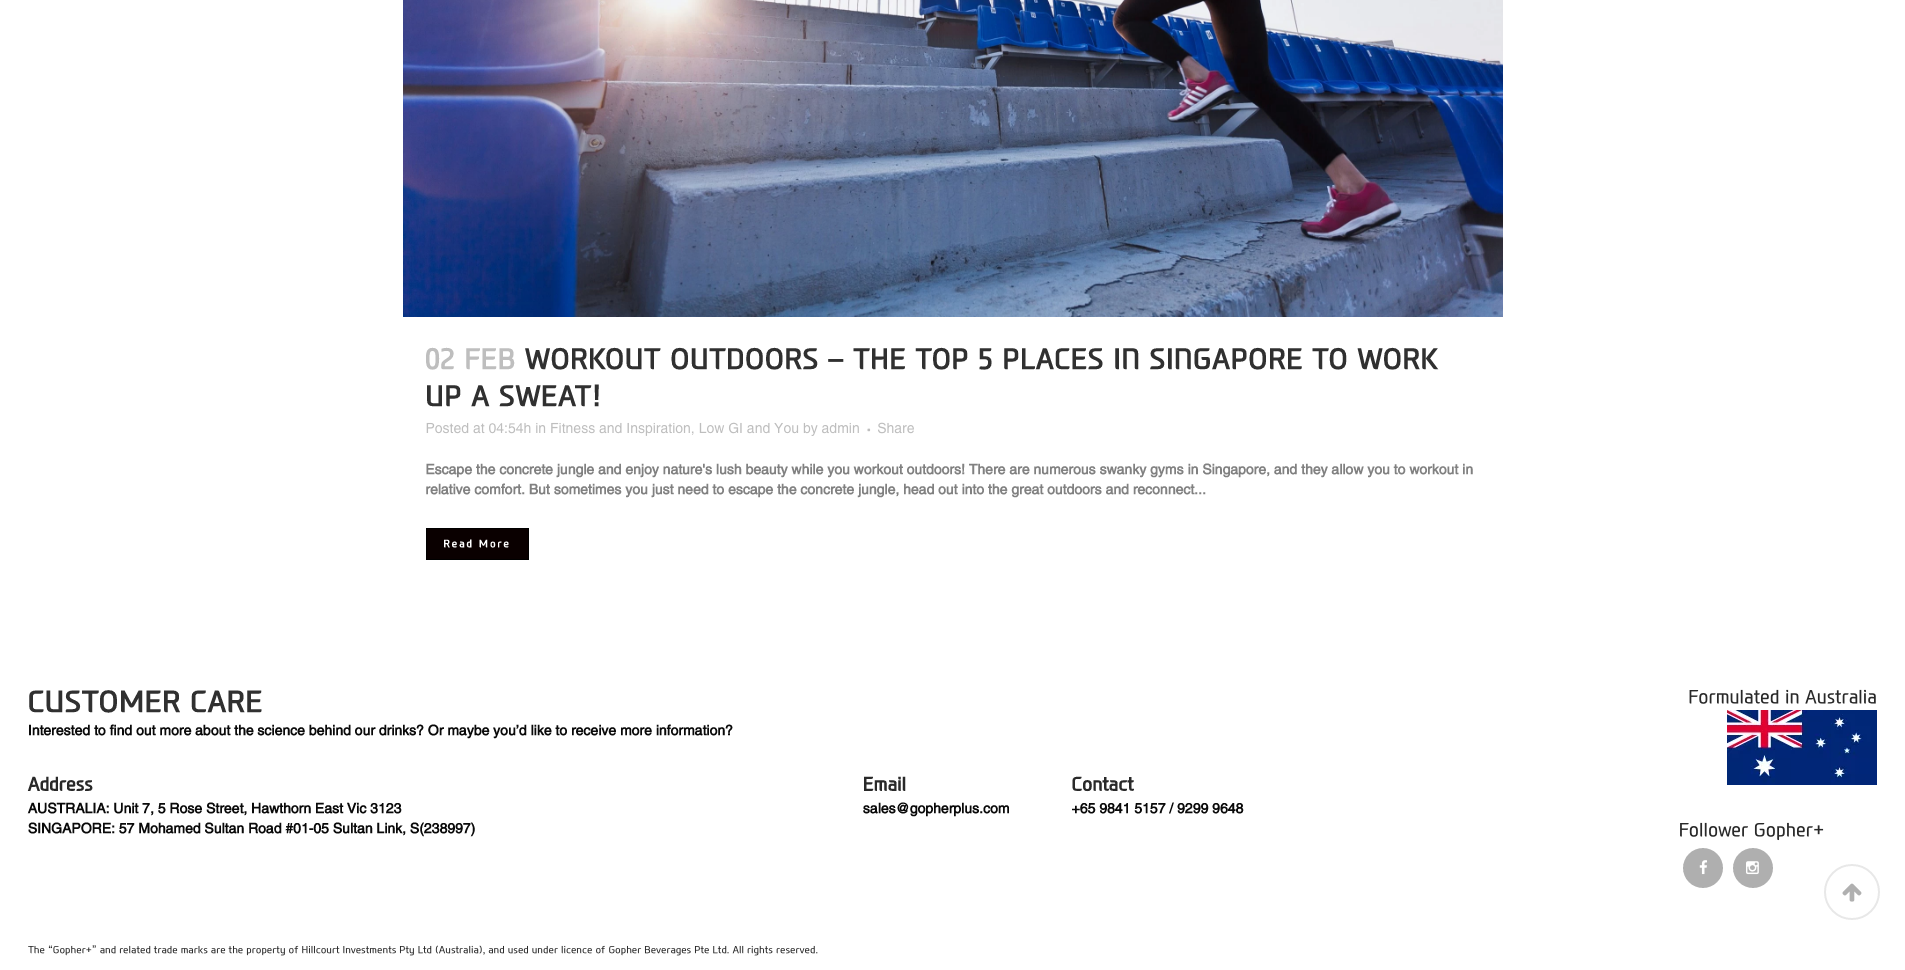 02 FEB WORKOUT OUTDOORS – THE TOP 5 PLACES IN SINGAPORE TO WORK
UP A SWEAT!
Posted at 04:54h in Fitness and Inspiration, Low GI and You by admin • Share
Escape the concrete jungle and enjoy nature's lush beauty while you workout outdoors! There are numerous swanky gyms in Singapore, and they allow you to workout in
relative comfort. But sometimes you just need to escape the concrete jungle, head out into the great outdoors and reconnect...
Read More
CUSTOMER CARE
Interested to find out more about the science behind our drinks? Or maybe you’d like to receive more information?
Address
AUSTRALIA: Unit 7, 5 Rose Street, Hawthorn East Vic 3123
SINGAPORE: 57 Mohamed Sultan Road #01-05 Sultan Link, S(238997)
Email
sales@gopherplus.com
Contact
+65 9841 5157 / 9299 9648
Formulated in Australia
Follower Gopher+
The “Gopher+” and related trade marks are the property of Hillcourt Investments Pty Ltd (Australia), and used under licence of Gopher Beverages Pte Ltd. All rights reserved.